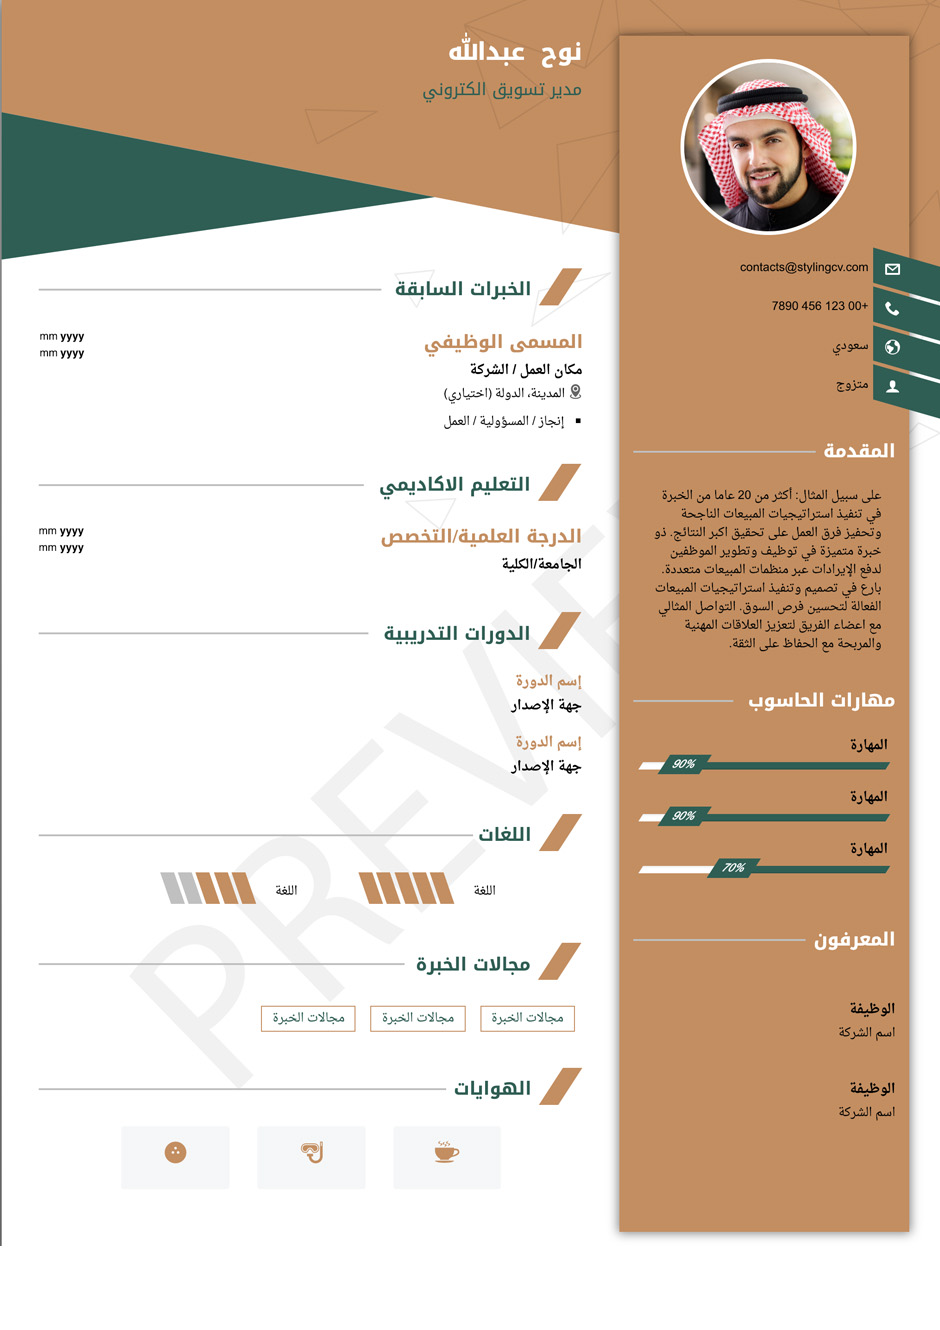 نوح عبدالله
مدير تسويق الكتروني
contacts@stylingcv.com
+00 123 456 7890
سعودي
متزوج
المقدمة
على سبيل المثال: أكثر من 20 عاما من الخبرة
في تنفيذ استراتيجيات المبيعات الناجحة
وتحفيز فرق العمل على تحقيق اكبر النتائج. ذو
خبرة متميزة في توظيف وتطوير الموظفين
لدفع الإيرادات عبر منظمات المبيعات متعددة.
بارع في تصميم وتنفيذ استراتيجيات المبيعات
الفعالة لتحسين فرص السوق. التواصل المثالي
مع اعضاء الفريق لتعزيز العلاقات المهنية
والمربحة مع الحفاظ على الثقة.
مهارات الحاسوب
المهارة
90%
المهارة
90%
المهارة
70%
المعرفون
الوظيفة
اسم الشركة
الوظيفة
اسم الشركة
الخبرات السابقة
المسمى الوظيفي
mm yyyy
mm yyyy
مكان العمل / الشركة
المدينة، الدولة (اختياري)
▪ إنجاز / المسؤولية / العمل
التعليم الاكاديمي
الدرجة العلمية/التخصص
mm yyyy
mm yyyy
الجامعة/الكلية
الدورات التدريبية
إسم الدورة
جهة الإصدار
إسم الدورة
جهة الإصدار
اللغات
اللغة
اللغة
مجالات الخبرة
مجالات الخبرة
مجالات الخبرة
مجالات الخبرة
الهوايات
PREVIE